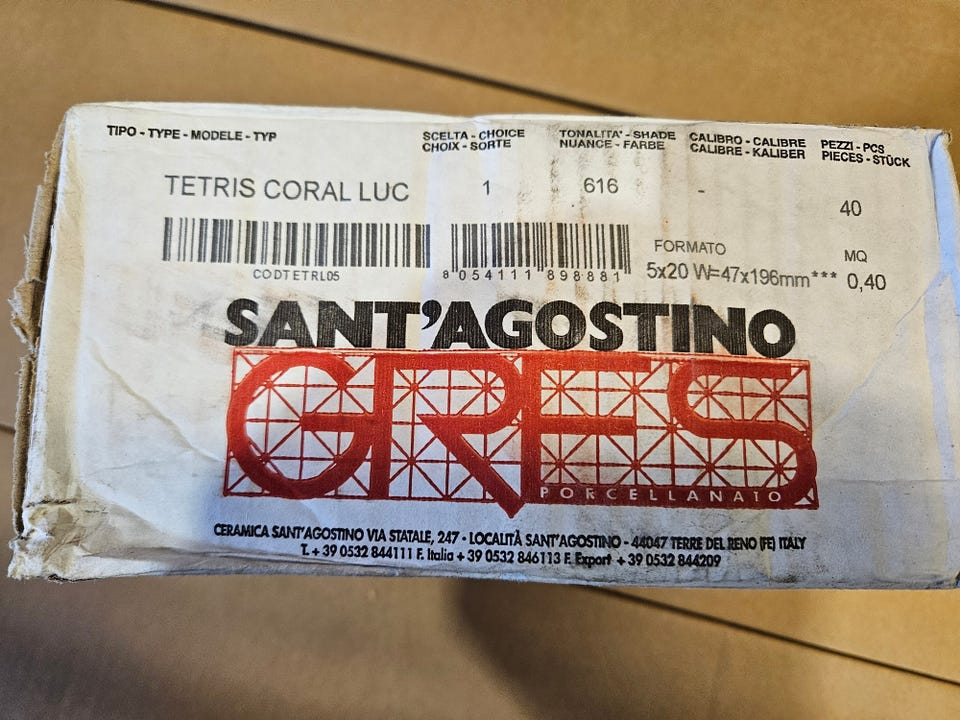 TIPO - TYPE - MODELE - TYP
SCELTA - CHOICE
CHOIX - SORTE
TONALITA' - SHADE
NUANCE - FARBE
CALIBRO - CALIBRE
CALIBRE - KALIBER
PEZZI - PCS
PIECES - STÜCK
TETRIS CORAL LUC
1
616
-
40
CODTETRL05
8 054111 898881
FORMATO
5x20 W=47x196mm***
MQ
0,40
SANT'AGOSTINO
GRES
PORCELLANATO
CERAMICA SANT'AGOSTINO VIA STATALE, 247 - LOCALITÀ SANT'AGOSTINO - 44047 TERRE DEL RENO (FE) ITALY
T. + 39 0532 844111 F. Italia + 39 0532 846113 F. Export + 39 0532 844209